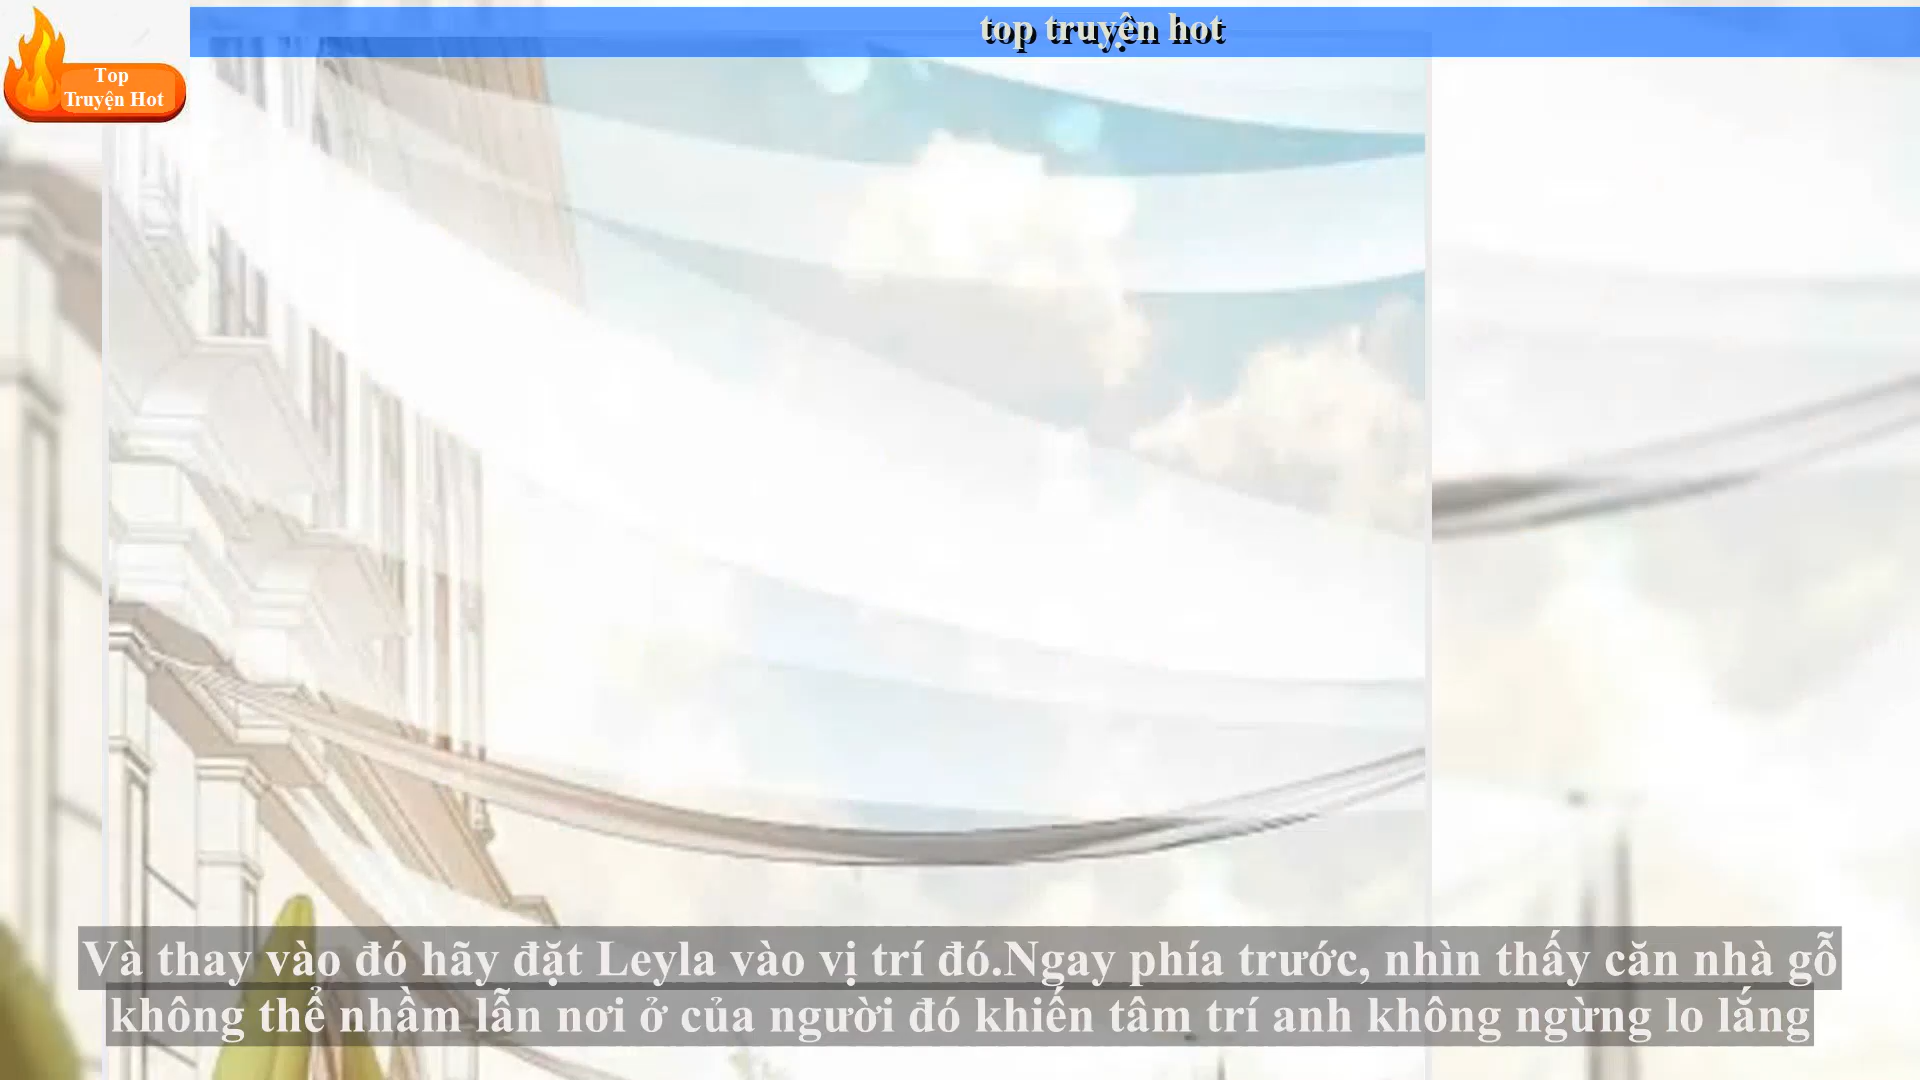 top truyện hot
Top
Truyện Hot
Và thay vào đó hãy đặt Leyla vào vị trí đó.Ngay phía trước, nhìn thấy căn nhà gỗ
không thể nhầm lẫn nơi ở của người đó khiến tâm trí anh không ngừng lo lắng